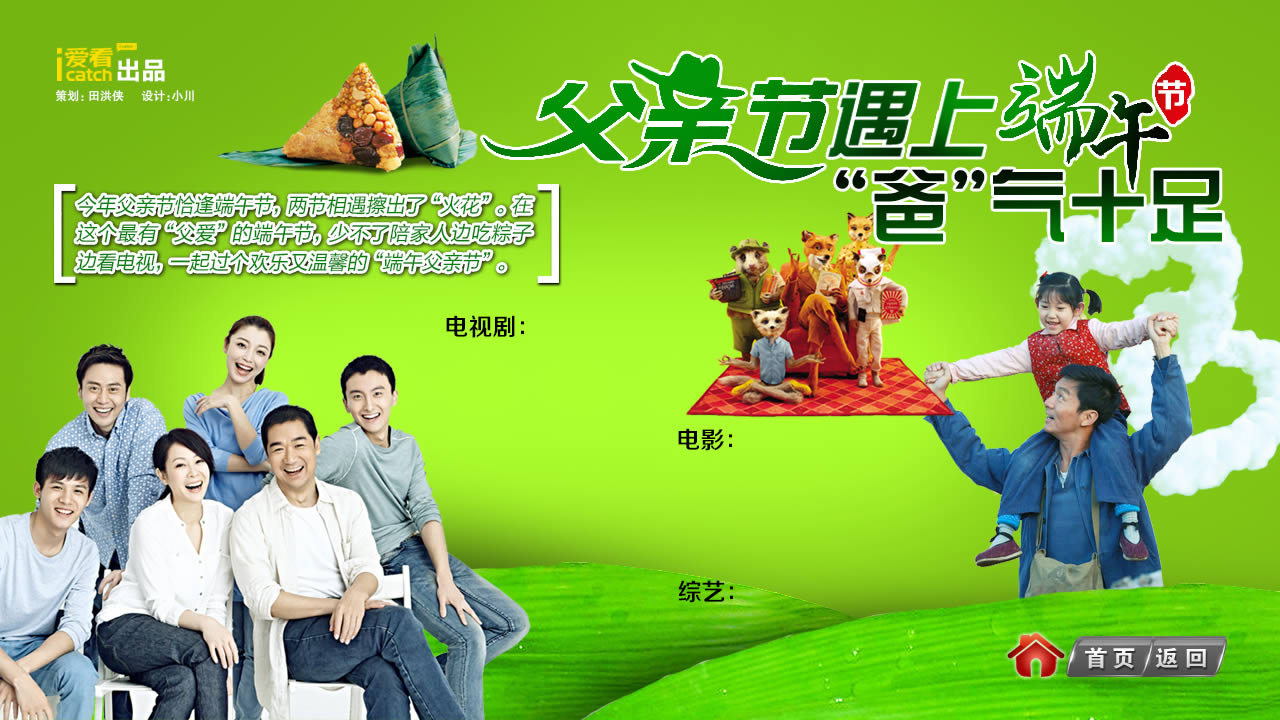 i爱看
catch 出品
策划：田洪侠 设计：小川
父亲节遇上端午节
“爸”气十足
今年父亲节恰逢端午节，两节相遇擦出了“火花”。在
这个最有“父爱”的端午节，少不了陪家人边吃粽子
边看电视，一起过个欢乐又温馨的“端午父亲节”。
电视剧：
电影：
综艺：
首页 返回